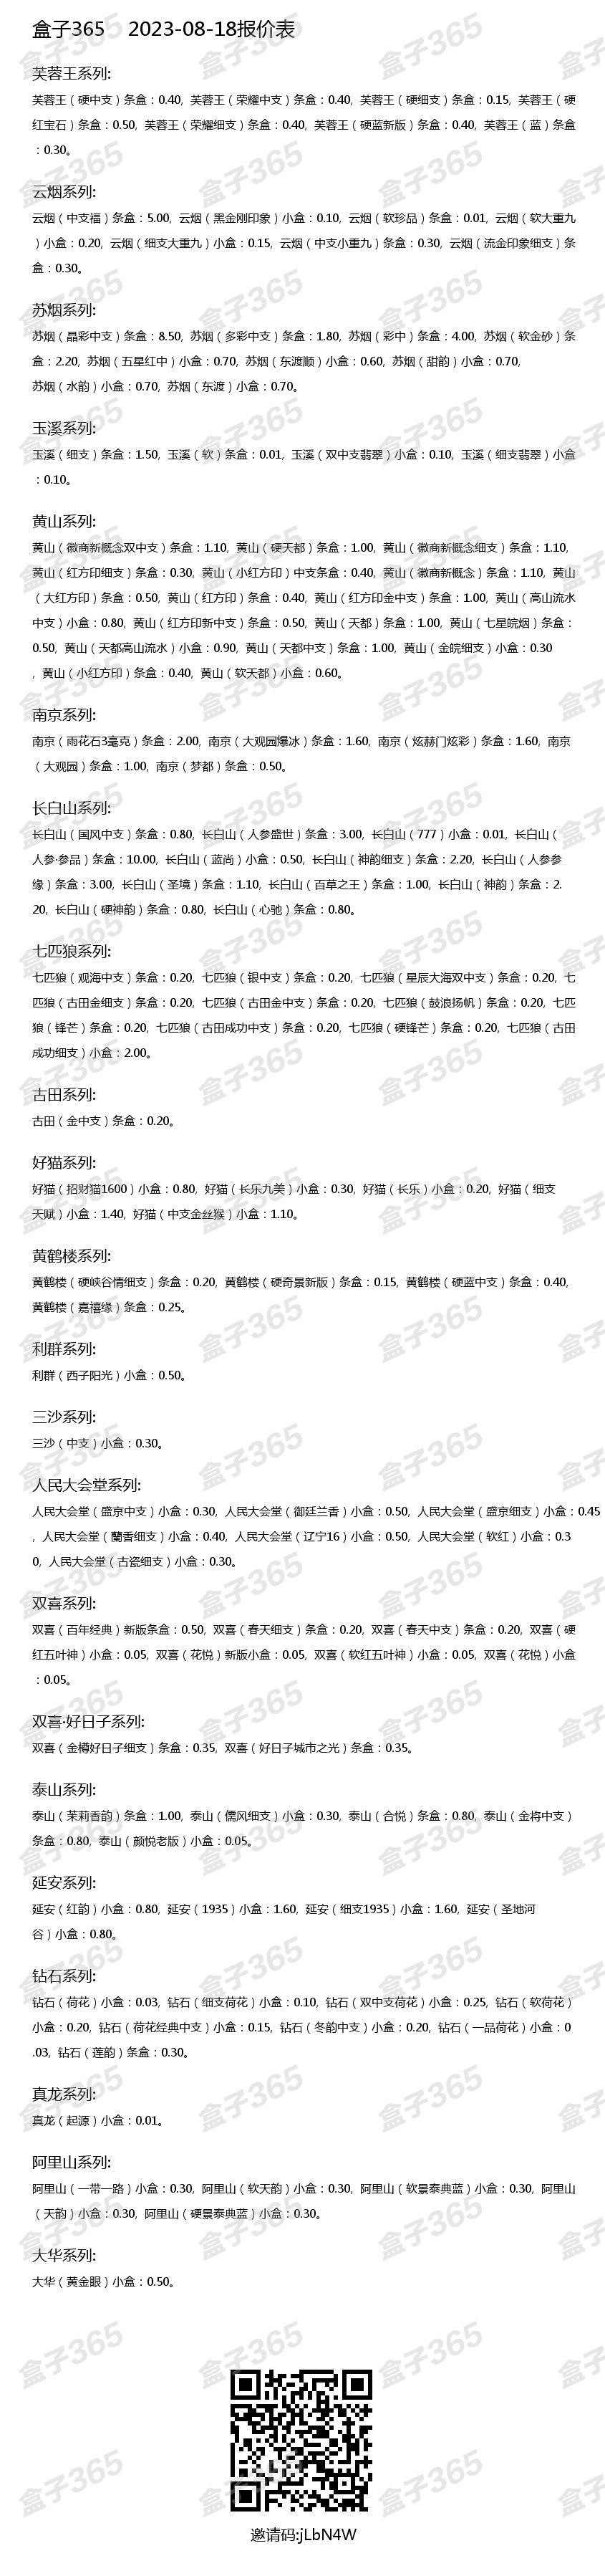 盒子365 2023-08-18报价表
芙蓉王系列:
芙蓉王（硬中支）条盒：0.40, 芙蓉王（荣耀中支）条盒：0.40, 芙蓉王（硬细支）条盒：0.15, 芙蓉王（硬
红宝石）条盒：0.50, 芙蓉王（荣耀细支）条盒：0.40, 芙蓉王（硬蓝新版）条盒：0.40, 芙蓉王（蓝）条盒
：0.30。
云烟系列:
云烟（中支福）条盒：5.00, 云烟（黑金刚印象）小盒：0.10, 云烟（软珍品）条盒：0.01, 云烟（软大重九
）小盒：0.20, 云烟（细支大重九）小盒：0.15, 云烟（中支小重九）条盒：0.30, 云烟（流金印象细支）条
盒：0.30。
苏烟系列:
苏烟（晶彩中支）条盒：8.50, 苏烟（多彩中支）条盒：1.80, 苏烟（彩中）条盒：4.00, 苏烟（软金砂）条
盒：2.20, 苏烟（五星红中）小盒：0.70, 苏烟（东渡顺）小盒：0.60, 苏烟（甜韵）小盒：0.70,
苏烟（水韵）小盒：0.70, 苏烟（东渡）小盒：0.70。
玉溪系列:
玉溪（细支）条盒：1.50, 玉溪（软）条盒：0.01, 玉溪（双中支翡翠）小盒：0.10, 玉溪（细支翡翠）小盒
：0.10。
黄山系列:
黄山（徽商新概念双中支）条盒：1.10, 黄山（硬天都）条盒：1.00, 黄山（徽商新概念细支）条盒：1.10,
黄山（红方印细支）条盒：0.30, 黄山（小红方印）中支条盒：0.40, 黄山（徽商新概念）条盒：1.10, 黄山
（大红方印）条盒：0.50, 黄山（红方印）条盒：0.40, 黄山（红方印金中支）条盒：1.00, 黄山（高山流水
中支）小盒：0.80, 黄山（红方印新中支）条盒：0.50, 黄山（天都）条盒：1.00, 黄山（七星皖烟）条盒：
0.50, 黄山（天都高山流水）小盒：0.90, 黄山（天都中支）条盒：1.00, 黄山（金皖细支）小盒：0.30
, 黄山（小红方印）条盒：0.40, 黄山（软天都）小盒：0.60。
南京系列:
南京（雨花石3毫克）条盒：2.00, 南京（大观园爆冰）条盒：1.60, 南京（炫赫门炫彩）条盒：1.60, 南京
（大观园）条盒：1.00, 南京（梦都）条盒：0.50。
长白山系列:
长白山（国风中支）条盒：0.80, 长白山（人参盛世）条盒：3.00, 长白山（777）小盒：0.01, 长白山（
人参·参品）条盒：10.00, 长白山（蓝尚）小盒：0.50, 长白山（神韵细支）条盒：2.20, 长白山（人参参
缘）条盒：3.00, 长白山（圣境）条盒：1.10, 长白山（百草之王）条盒：1.00, 长白山（神韵）条盒：2.
20, 长白山（硬神韵）条盒：0.80, 长白山（心驰）条盒：0.80。
七匹狼系列:
七匹狼（观海中支）条盒：0.20, 七匹狼（银中支）条盒：0.20, 七匹狼（星辰大海双中支）条盒：0.20, 七
匹狼（古田金细支）条盒：0.20, 七匹狼（古田金中支）条盒：0.20, 七匹狼（鼓浪扬帆）条盒：0.20, 七匹
狼（锋芒）条盒：0.20, 七匹狼（古田成功中支）条盒：0.20, 七匹狼（硬锋芒）条盒：0.20, 七匹狼（古田
成功细支）小盒：2.00。
古田系列:
古田（金中支）条盒：0.20。
好猫系列:
好猫（招财猫1600）小盒：0.80, 好猫（长乐九美）小盒：0.30, 好猫（长乐）小盒：0.20, 好猫（细支
天赋）小盒：1.40, 好猫（中支金丝猴）小盒：1.10。
黄鹤楼系列:
黄鹤楼（硬峡谷情细支）条盒：0.20, 黄鹤楼（硬奇景新版）条盒：0.15, 黄鹤楼（硬蓝中支）条盒：0.40,
黄鹤楼（嘉禧缘）条盒：0.25。
利群系列:
利群（西子阳光）小盒：0.50。
三沙系列:
三沙（中支）小盒：0.30。
人民大会堂系列:
人民大会堂（盛京中支）小盒：0.30, 人民大会堂（御廷兰香）小盒：0.50, 人民大会堂（盛京细支）小盒：0.45
, 人民大会堂（蘭香细支）小盒：0.40, 人民大会堂（辽宁16）小盒：0.50, 人民大会堂（软红）小盒：0.3
0, 人民大会堂（古瓷细支）小盒：0.30。
双喜系列:
双喜（百年经典）新版条盒：0.50, 双喜（春天细支）条盒：0.20, 双喜（春天中支）条盒：0.20, 双喜（硬
红五叶神）小盒：0.05, 双喜（花悦）新版小盒：0.05, 双喜（软红五叶神）小盒：0.05, 双喜（花悦）小盒
：0.05。
双喜·好日子系列:
双喜（金樽好日子细支）条盒：0.35, 双喜（好日子城市之光）条盒：0.35。
泰山系列:
泰山（茉莉香韵）条盒：1.00, 泰山（儒风细支）小盒：0.30, 泰山（合悦）条盒：0.80, 泰山（金将中支）
条盒：0.80, 泰山（颜悦老版）小盒：0.05。
延安系列:
延安（红韵）小盒：0.80, 延安（1935）小盒：1.60, 延安（细支1935）小盒：1.60, 延安（圣地河
谷）小盒：0.80。
钻石系列:
钻石（荷花）小盒：0.03, 钻石（细支荷花）小盒：0.10, 钻石（双中支荷花）小盒：0.25, 钻石（软荷花）
小盒：0.20, 钻石（荷花经典中支）小盒：0.15, 钻石（冬韵中支）小盒：0.20, 钻石（一品荷花）小盒：0
.03, 钻石（莲韵）条盒：0.30。
真龙系列:
真龙（起源）小盒：0.01。
阿里山系列:
阿里山（一带一路）小盒：0.30, 阿里山（软天韵）小盒：0.30, 阿里山（软景泰典蓝）小盒：0.30, 阿里山
（天韵）小盒：0.30, 阿里山（硬景泰典蓝）小盒：0.30。
大华系列:
大华（黄金眼）小盒：0.50。
邀请码:jLbN4W